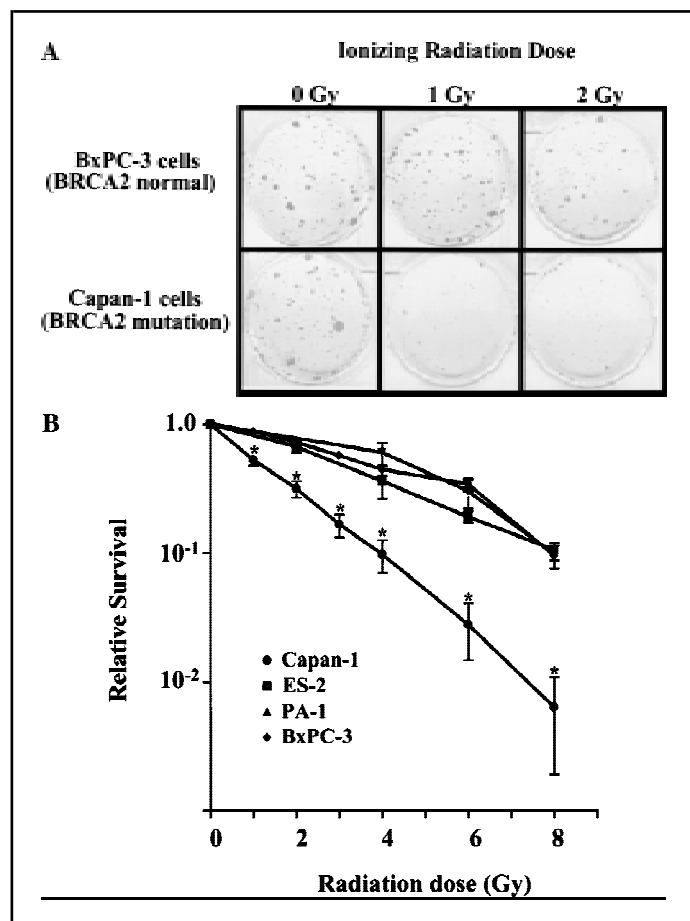 A
Ionizing Radiation Dose
0 Gy 1 Gy 2 Gy
BxPC-3 cells
(BRCA2 normal)
Capan-1 cells
(BRCA2 mutation)
B
1.0
10-1
10-2
Relative Survival
* * * * * *
Capan-1
ES-2
PA-1
BxPC-3
0 2 4 6 8
Radiation dose (Gy)